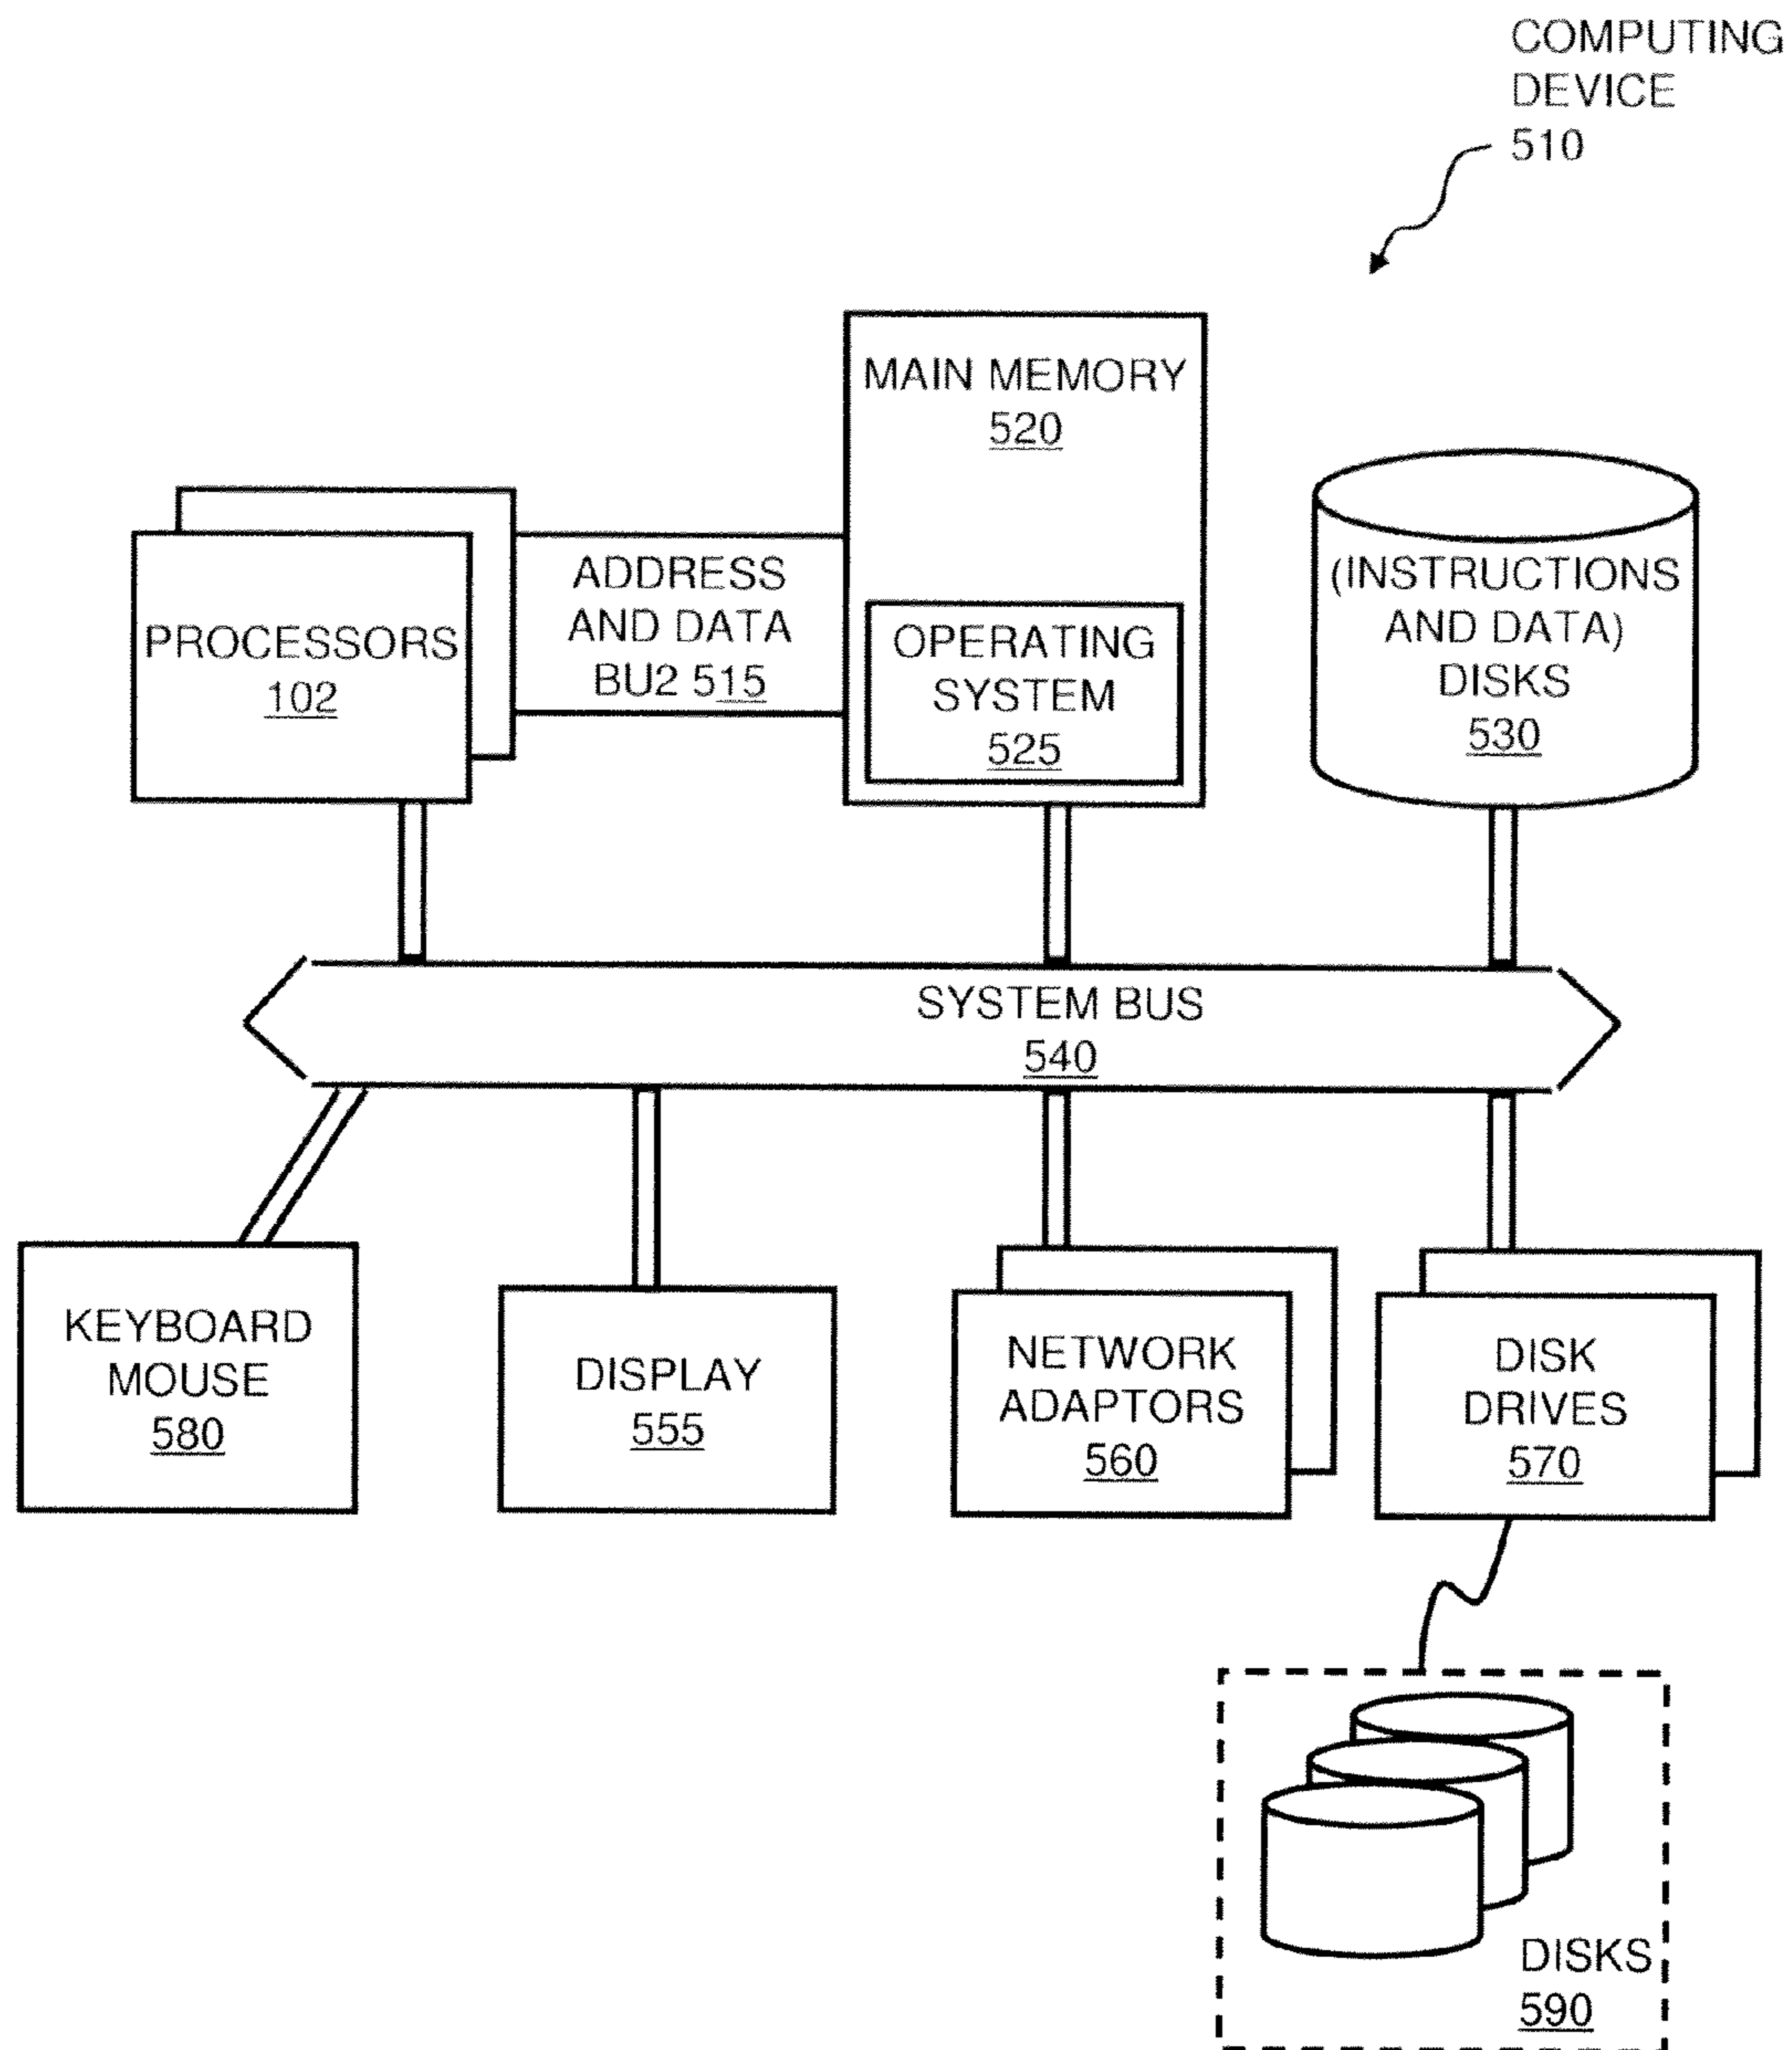 COMPUTING
DEVICE
510
MAIN MEMORY
520
ADDRESS
AND DATA
BU2 515
PROCESSORS
102
OPERATING
SYSTEM
525
(INSTRUCTIONS
AND DATA)
DISKS
530
SYSTEM BUS
540
KEYBOARD
MOUSE
580
DISPLAY
555
NETWORK
ADAPTORS
560
DISK
DRIVES
570
DISKS
590